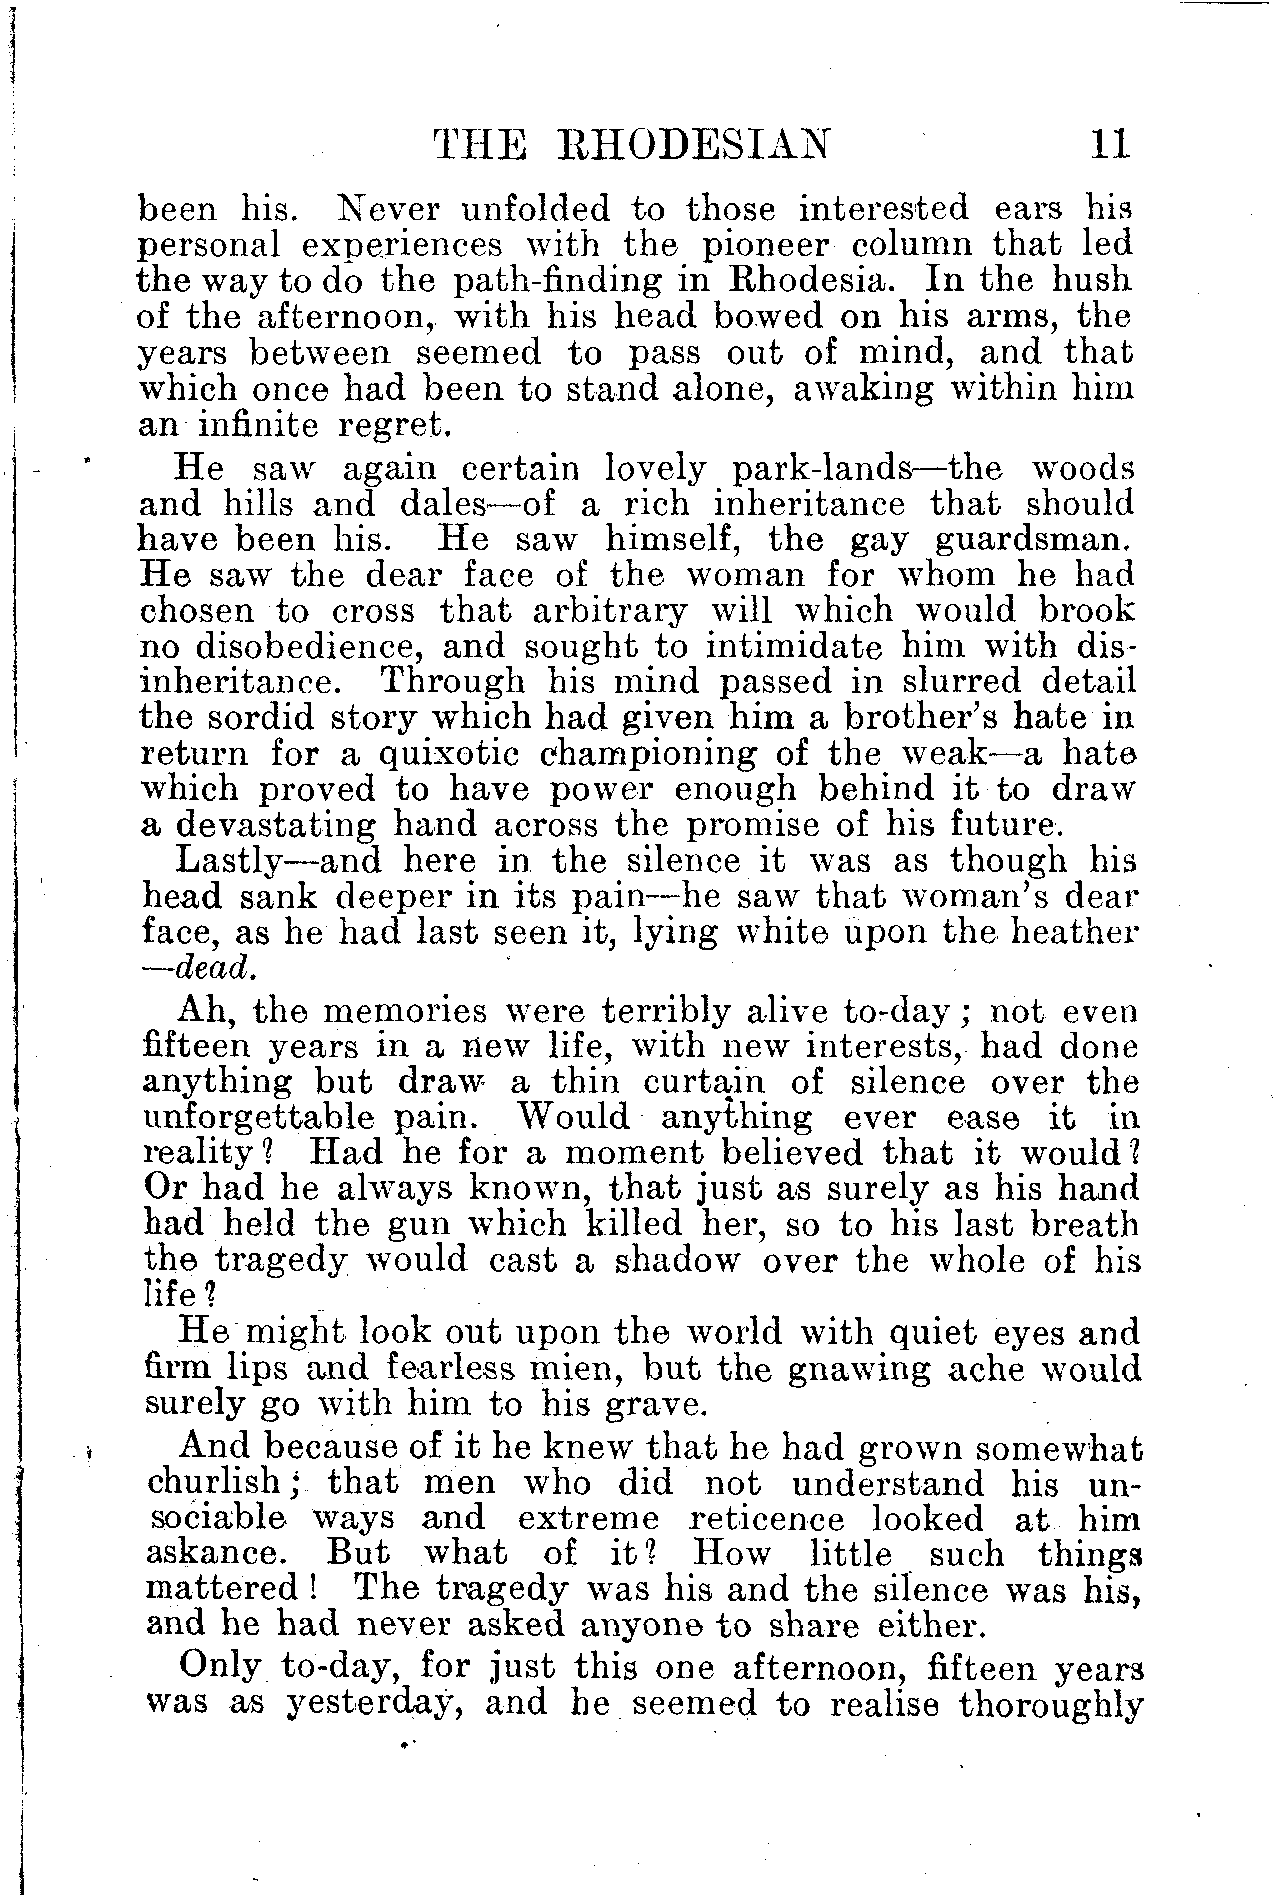 THE RHODESIAN 11
been his. Never unfolded to those interested ears his
personal experiences with the pioneer column that led
the way to do the path-finding in Rhodesia. In the hush
of the afternoon, with his head bowed on his arms, the
years between seemed to pass out of mind, and that
which once had been to stand alone, awaking within him
an infinite regret.
He saw again certain lovely park-lands—the woods
and hills and dales—of a rich inheritance that should
have been his. He saw himself, the gay guardsman.
He saw the dear face of the woman for whom he had
chosen to cross that arbitrary will which would brook
no disobedience, and sought to intimidate him with dis-
inheritance. Through his mind passed in slurred detail
the sordid story which had given him a brother's hate in
return for a quixotic championing of the weak—a hate
which proved to have power enough behind it to draw
a devastating hand across the promise of his future.
Lastly—and here in the silence it was as though his
head sank deeper in its pain—he saw that woman's dear
face, as he had last seen it, lying white upon the heather
—dead.
Ah, the memories were terribly alive to-day; not even
fifteen years in a new life, with new interests, had done
anything but draw a thin curtain of silence over the
unforgettable pain. Would anything ever ease it in
reality? Had he for a moment believed that it would?
Or had he always known, that just as surely as his hand
had held the gun which killed her, so to his last breath
the tragedy would cast a shadow over the whole of his
life?
He might look out upon the world with quiet eyes and
firm lips and fearless mien, but the gnawing ache would
surely go with him to his grave.
And because of it he knew that he had grown somewhat
churlish; that men who did not understand his un-
sociable ways and extreme reticence looked at him
askance. But what of it? How little such things
mattered! The tragedy was his and the silence was his,
and he had never asked anyone to share either.
Only to-day, for just this one afternoon, fifteen years
was as yesterday, and he seemed to realise thoroughly